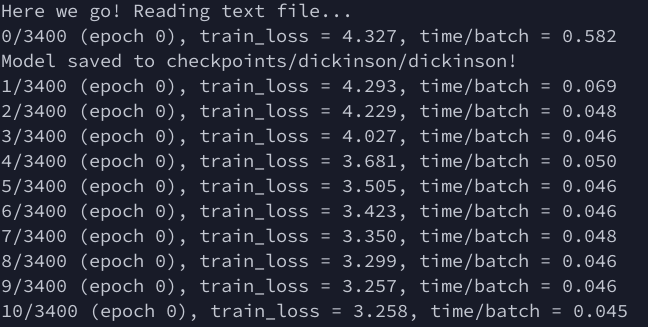 Here we go! Reading text file...
0/3400 (epoch 0), train_loss = 4.327, time/batch = 0.582
Model saved to checkpoints/dickinson/dickinson!
1/3400 (epoch 0), train_loss = 4.293, time/batch = 0.069
2/3400 (epoch 0), train_loss = 4.229, time/batch = 0.048
3/3400 (epoch 0), train_loss = 4.027, time/batch = 0.046
4/3400 (epoch 0), train_loss = 3.681, time/batch = 0.050
5/3400 (epoch 0), train_loss = 3.505, time/batch = 0.046
6/3400 (epoch 0), train_loss = 3.423, time/batch = 0.046
7/3400 (epoch 0), train_loss = 3.350, time/batch = 0.048
8/3400 (epoch 0), train_loss = 3.299, time/batch = 0.046
9/3400 (epoch 0), train_loss = 3.257, time/batch = 0.046
10/3400 (epoch 0), train_loss = 3.258, time/batch = 0.045